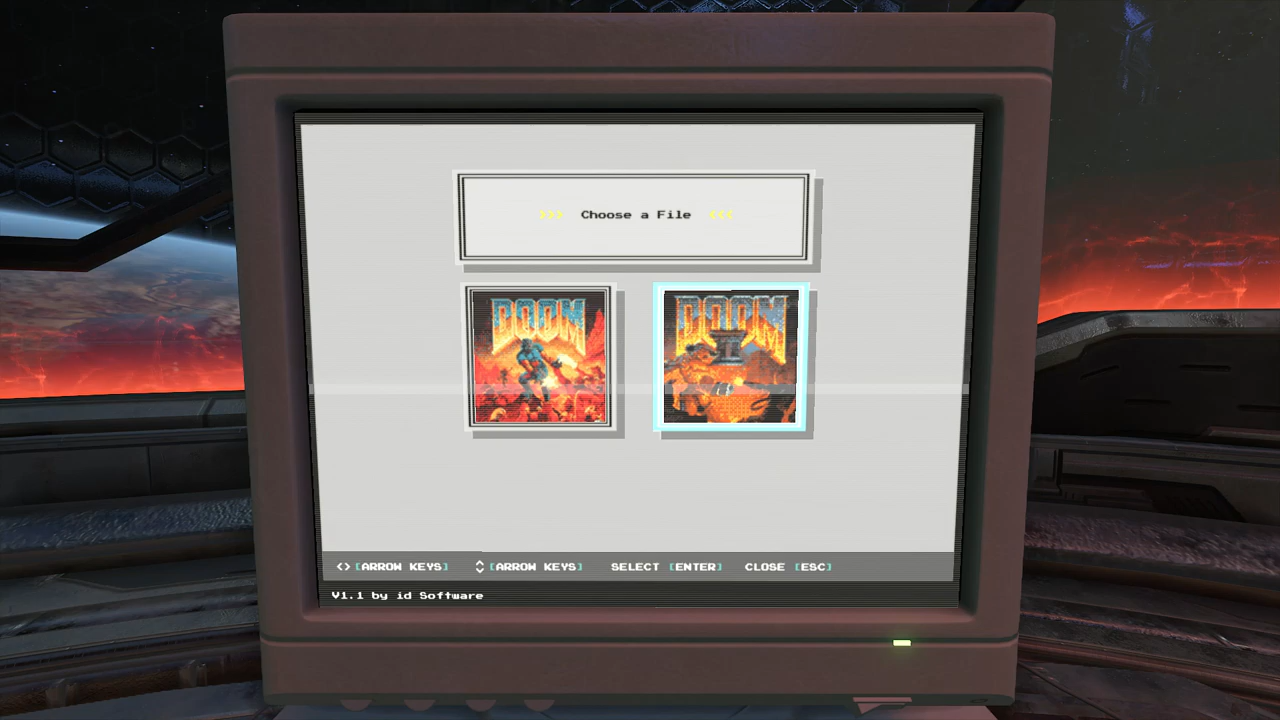 >>> Choose a File <<<
DOOM DOOM
II
<> [ARROW KEYS] [ARROW KEYS] SELECT [ENTER] CLOSE [ESC]
V1.1 by id Software